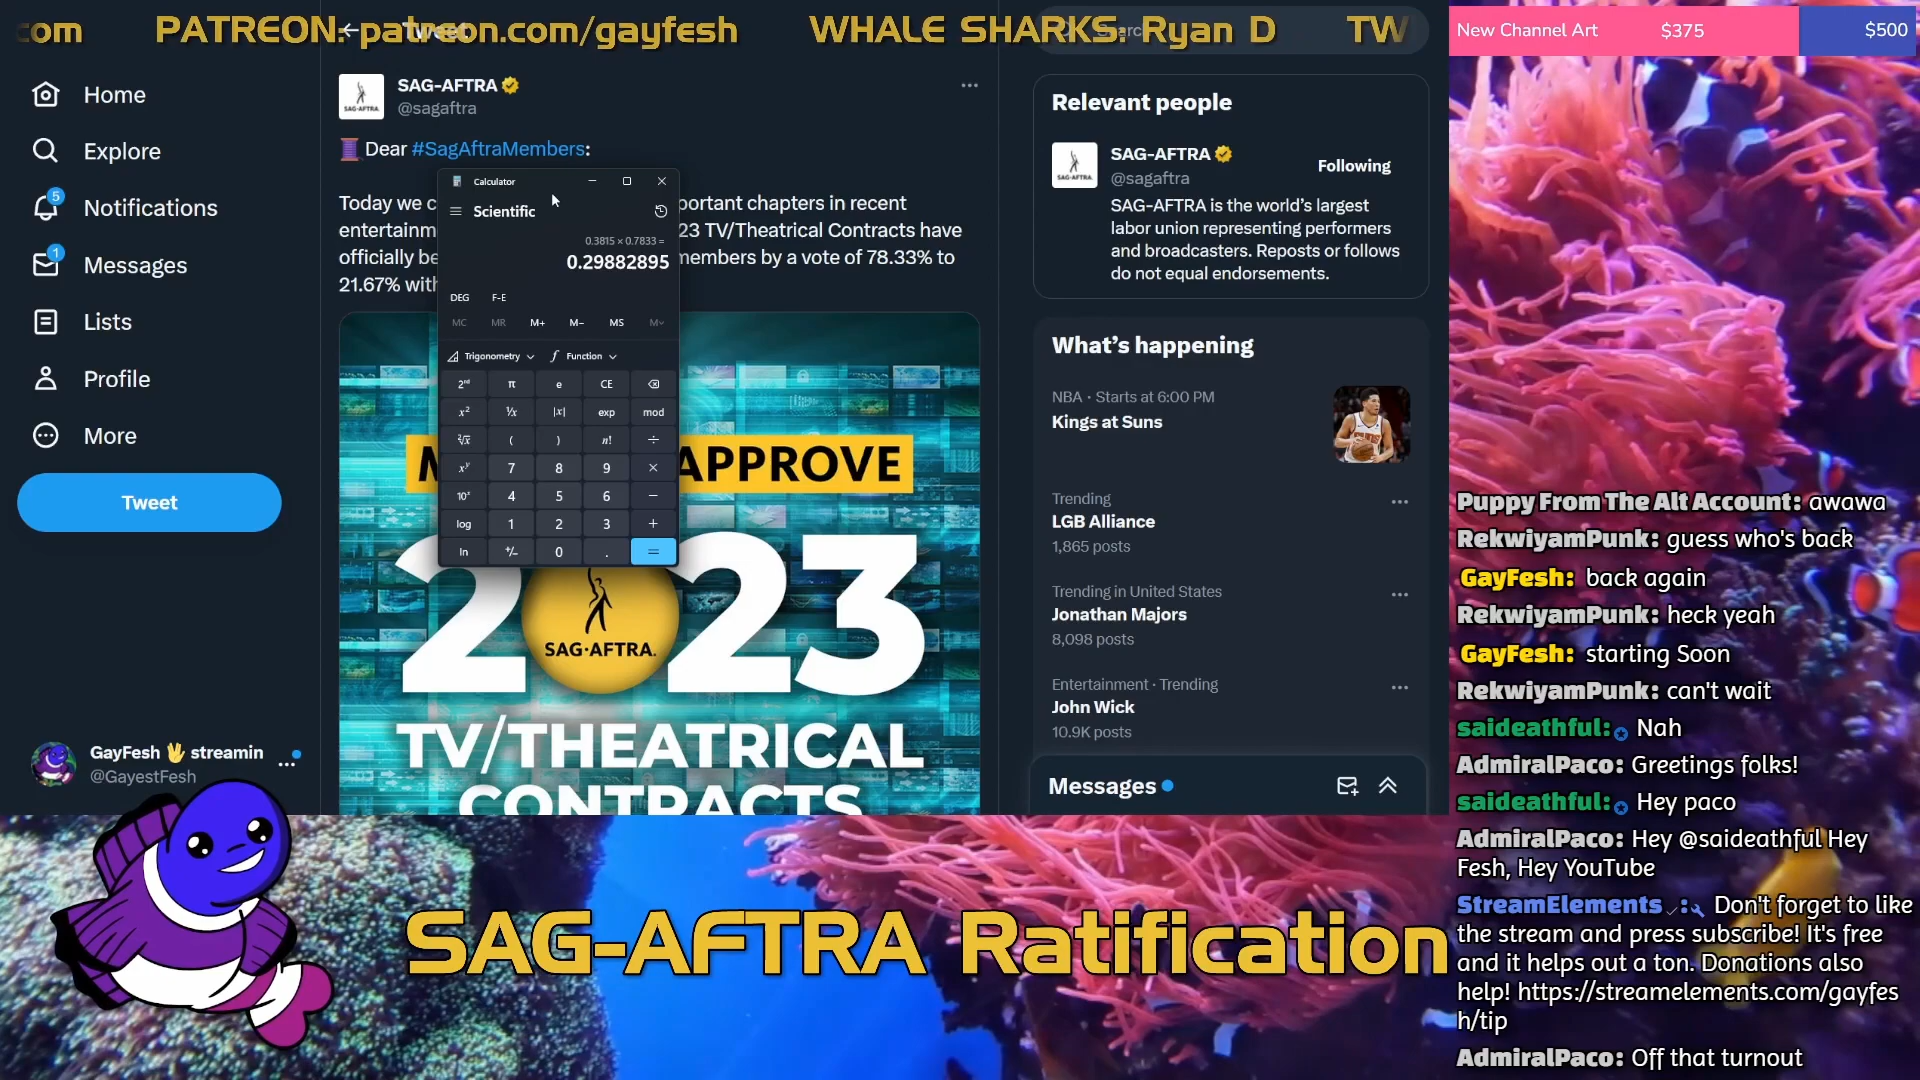 com PATREON: patreon.com/gayfesh WHALE SHARKS: Ryan D TW
Home
Explore
5
Notifications
1
Messages
Lists
Profile
More
Tweet
GayFesh 🖖 streamin
@GayestFesh
Tweet
SAG-AFTRA
@sagaftra
🧵 Dear #SagAftraMembers:
Today we c portant chapters in recent
entertainm 23 TV/Theatrical Contracts have
officially be members by a vote of 78.33% to
21.67% with
M APPROVE
2023
SAG·AFTRA.
TV/THEATRICAL
CONTRACTS
Calculator
Scientific
0.3815 × 0.7833 =
0.29882895
DEG F-E
MC MR M+ M− MS M˅
Trigonometry f Function
2ⁿᵈ π e CE
x² ¹/x |x| exp mod
²√x ( ) n! ÷
xʸ 7 8 9 ×
10ˣ 4 5 6 −
log 1 2 3 +
ln +/− 0 . =
Relevant people
SAG-AFTRA
@sagaftra
Following
SAG-AFTRA is the world’s largest
labor union representing performers
and broadcasters. Reposts or follows
do not equal endorsements.
What’s happening
NBA · Starts at 6:00 PM
Kings at Suns
Trending
LGB Alliance
1,865 posts
Trending in United States
Jonathan Majors
8,098 posts
Entertainment · Trending
John Wick
10.9K posts
Messages
New Channel Art $375 $500
Puppy From The Alt Account: awawa
RekwiyamPunk: guess who's back
GayFesh: back again
RekwiyamPunk: heck yeah
GayFesh: starting Soon
RekwiyamPunk: can't wait
saideathful: Nah
AdmiralPaco: Greetings folks!
saideathful: Hey paco
AdmiralPaco: Hey @saideathful Hey
Fesh, Hey YouTube
StreamElements: Don't forget to like
the stream and press subscribe! It's free
and it helps out a ton. Donations also
help! https://streamelements.com/gayfes
h/tip
AdmiralPaco: Off that turnout
SAG-AFTRA Ratification